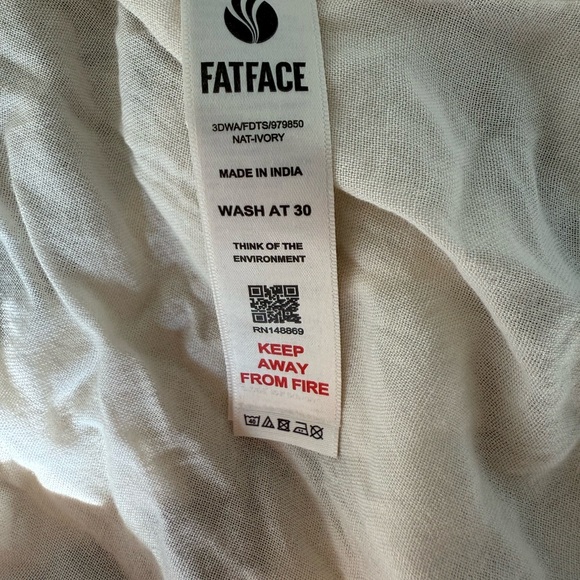 FATFACE
3DWA/FDTS/979850
NAT-IVORY
MADE IN INDIA
WASH AT 30
THINK OF THE
ENVIRONMENT
RN148869
KEEP
AWAY
FROM FIRE
40